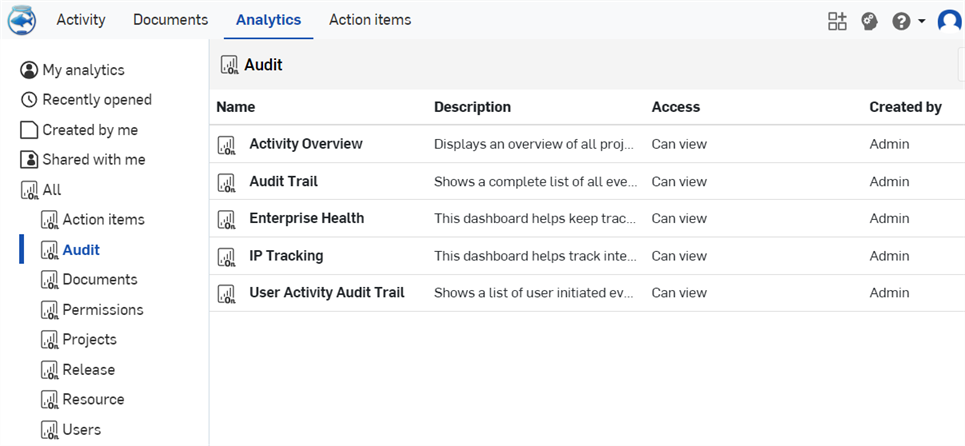 Activity Documents Analytics Action items
My analytics
Recently opened
Created by me
Shared with me
All
Action items
Audit
Documents
Permissions
Projects
Release
Resource
Users
Audit
Name Description Access Created by
Activity Overview Displays an overview of all proj... Can view Admin
Audit Trail Shows a complete list of all eve... Can view Admin
Enterprise Health This dashboard helps keep trac... Can view Admin
IP Tracking This dashboard helps track inte... Can view Admin
User Activity Audit Trail Shows a list of user initiated ev... Can view Admin